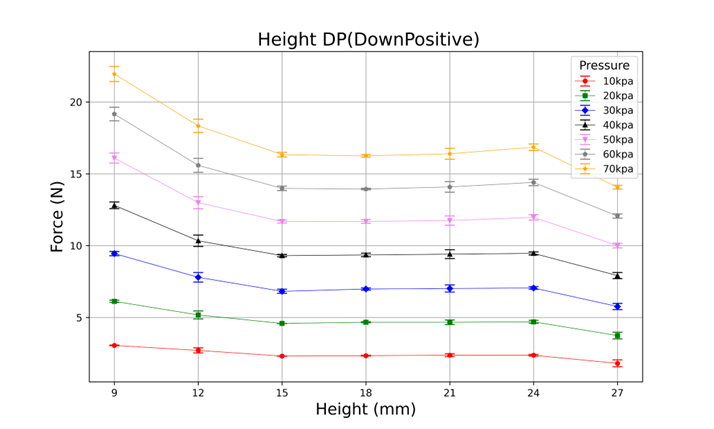 Height DP(DownPositive)
Pressure
10kpa
20kpa
30kpa
40kpa
50kpa
60kpa
70kpa
Force (N)
20
15
10
5
9 12 15 18 21 24 27
Height (mm)